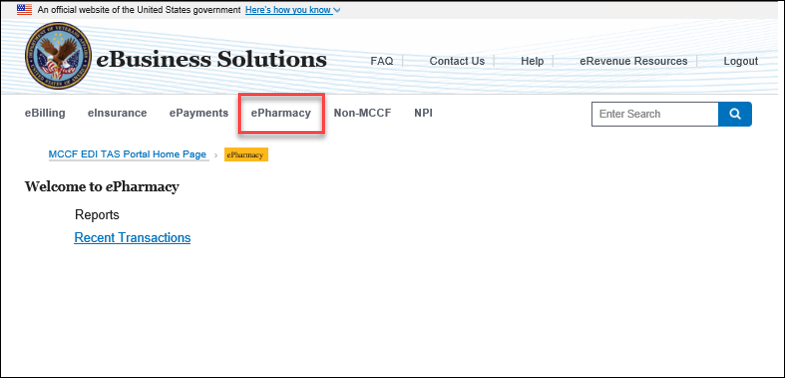 An official website of the United States government Here's how you know
eBusiness Solutions
FAQ Contact Us Help eRevenue Resources Logout
eBilling eInsurance ePayments ePharmacy Non-MCCF NPI Enter Search
MCCF EDI TAS Portal Home Page › ePharmacy
Welcome to ePharmacy
Reports
Recent Transactions